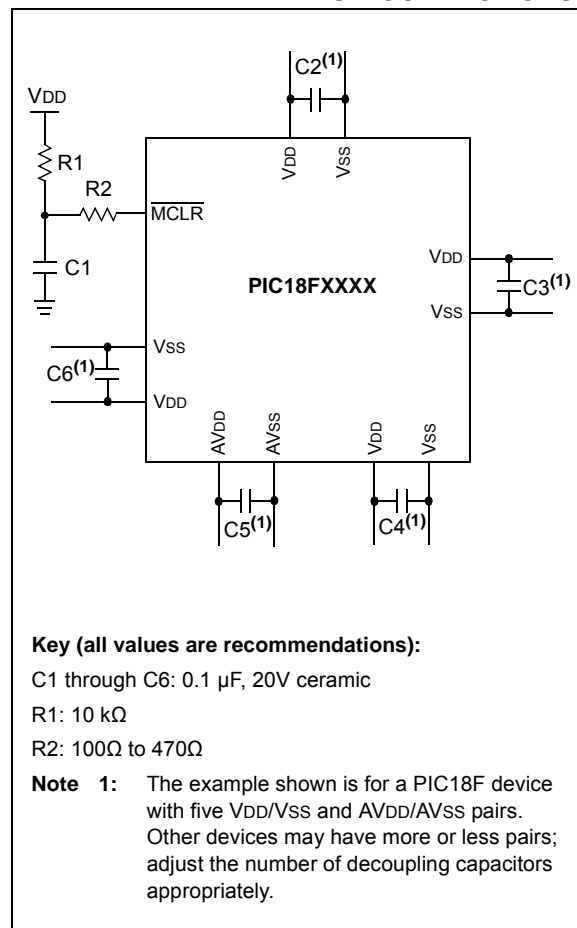 C2(1)
VDD
R1
R2
C1
VDD
VSS
MCLR
PIC18FXXXX
VDD
VSS
C3(1)
VSS
C6(1)
VDD
AVDD
AVSS
VDD
VSS
C5(1)
C4(1)
Key (all values are recommendations):
C1 through C6: 0.1 µF, 20V ceramic
R1: 10 kΩ
R2: 100Ω to 470Ω
Note 1: The example shown is for a PIC18F device
with five VDD/VSS and AVDD/AVSS pairs.
Other devices may have more or less pairs;
adjust the number of decoupling capacitors
appropriately.